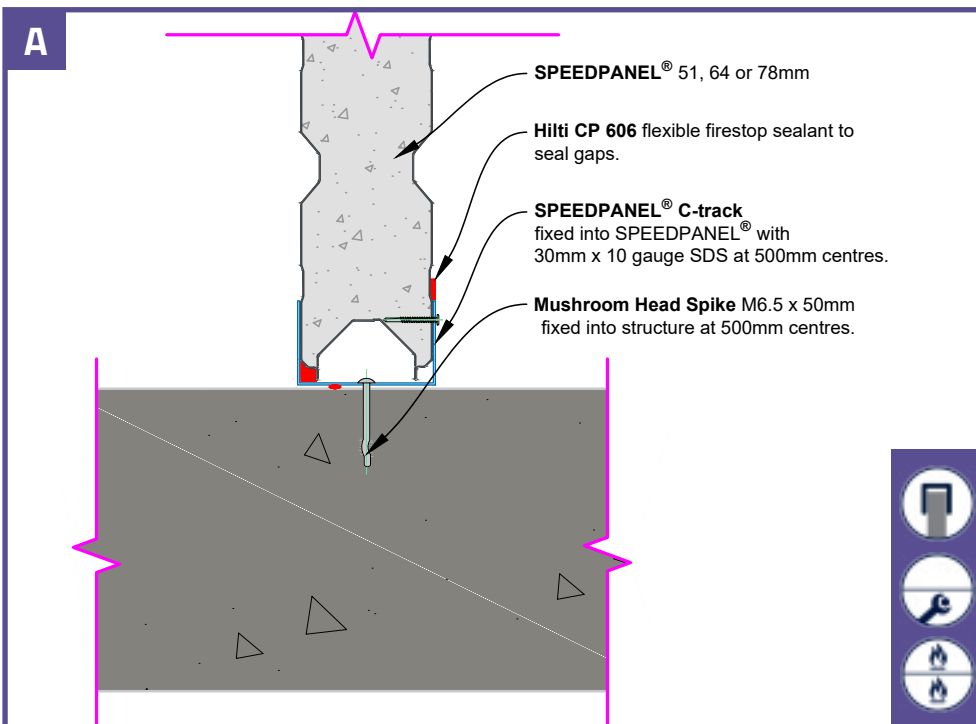 A
SPEEDPANEL® 51, 64 or 78mm
Hilti CP 606 flexible firestop sealant to
seal gaps.
SPEEDPANEL® C-track
fixed into SPEEDPANEL® with
30mm x 10 gauge SDS at 500mm centres.
Mushroom Head Spike M6.5 x 50mm
fixed into structure at 500mm centres.